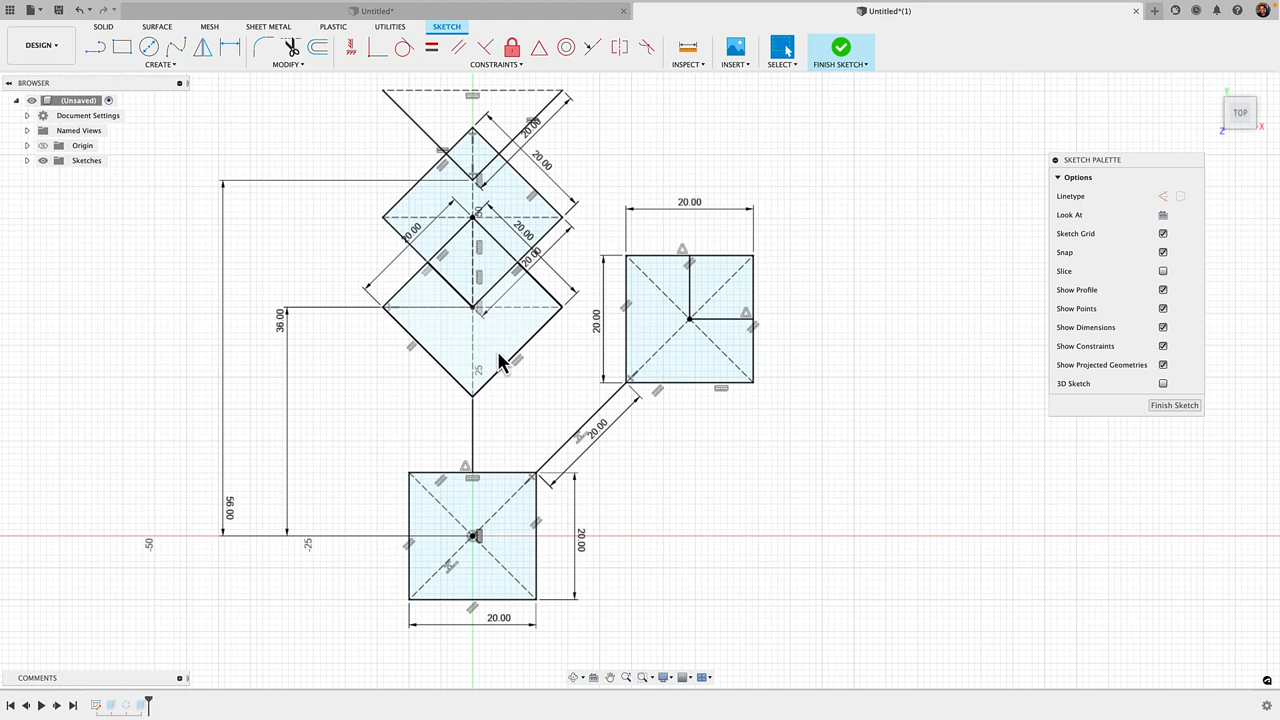 Untitled*
Untitled*(1)
SOLID
SURFACE
MESH
SHEET METAL
PLASTIC
UTILITIES
SKETCH
DESIGN
CREATE
MODIFY
CONSTRAINTS
INSPECT
INSERT
SELECT
FINISH SKETCH
BROWSER
(Unsaved)
Document Settings
Named Views
Origin
Sketches
TOP
Y
X
Z
SKETCH PALETTE
Options
Linetype
Look At
Sketch Grid
Snap
Slice
Show Profile
Show Points
Show Dimensions
Show Constraints
Show Projected Geometries
3D Sketch
Finish Sketch
20.00
20.00
20.00
20.00
20.00
50
20.00
20.00
36.00
25
20.00
56.00
20.00
20.00
-50
-25
COMMENTS